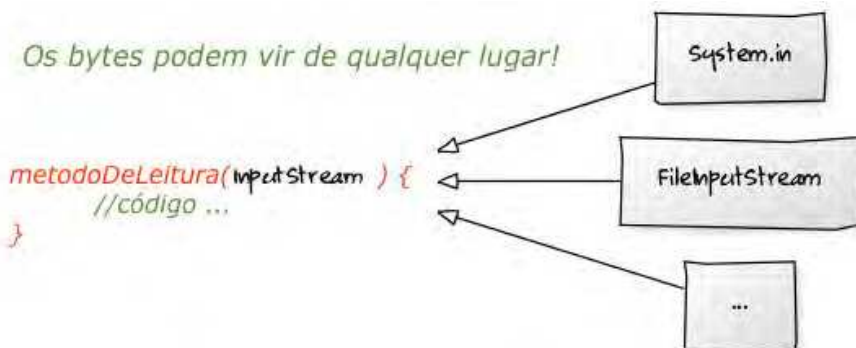 Os bytes podem vir de qualquer lugar!
System.in
metodoDeLeitura( InputStream ) {
//código ...
}
FileInputStream
...